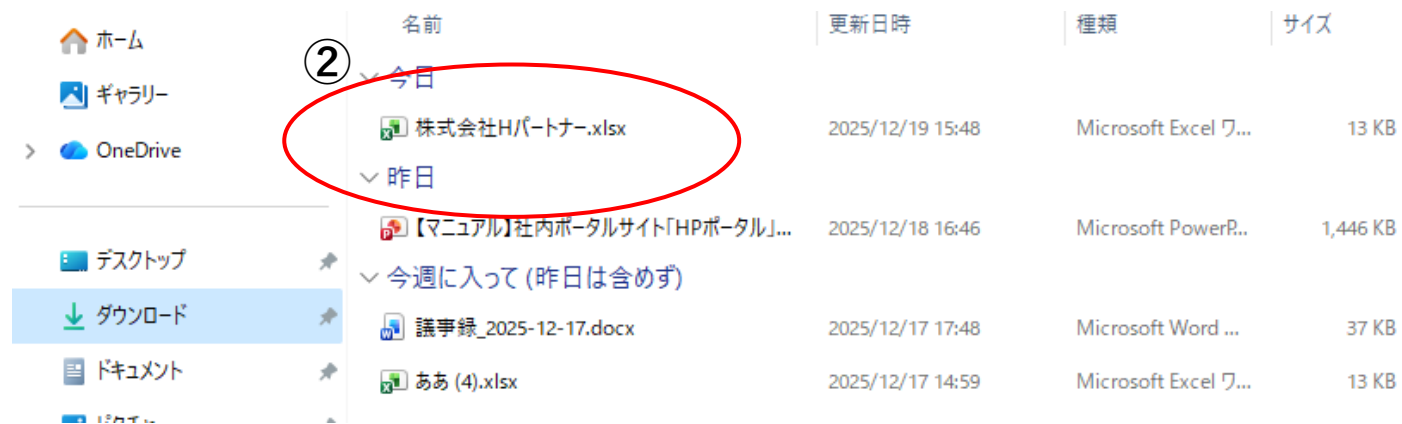 名前 更新日時 種類 サイズ
ホーム
②
今日
ギャラリー
株式会社Hパートナー.xlsx 2025/12/19 15:48 Microsoft Excel ワ... 13 KB
OneDrive
昨日
【マニュアル】社内ポータルサイト「HPポータル」... 2025/12/18 16:46 Microsoft PowerP... 1,446 KB
デスクトップ
今週に入って (昨日は含めず)
ダウンロード
議事録_2025-12-17.docx 2025/12/17 17:48 Microsoft Word ... 37 KB
ドキュメント
ああ (4).xlsx 2025/12/17 14:59 Microsoft Excel ワ... 13 KB